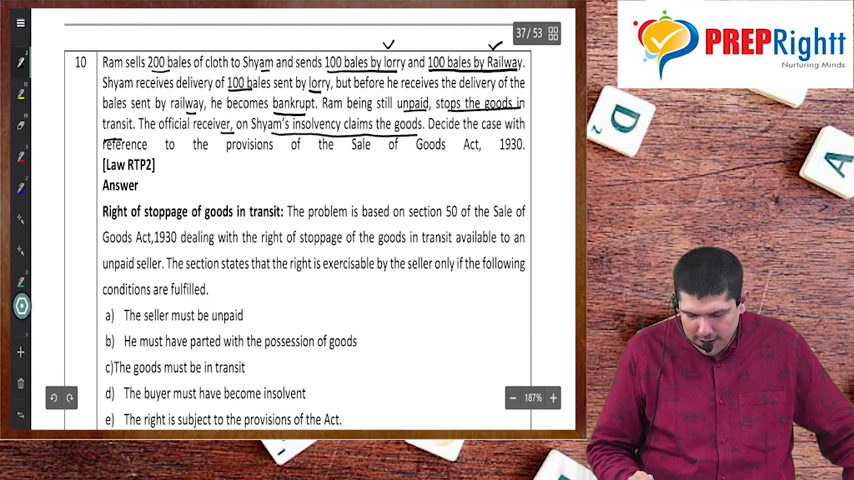 37/53
PREPRightt
Nurturing Minds
10
Ram sells 200 bales of cloth to Shyam and sends 100 bales by lorry and 100 bales by Railway.
Shyam receives delivery of 100 bales sent by lorry, but before he receives the delivery of the
bales sent by railway, he becomes bankrupt. Ram being still unpaid, stops the goods in
transit. The official receiver, on Shyam's insolvency claims the goods. Decide the case with
reference to the provisions of the Sale of Goods Act, 1930.
[Law RTP2]
Answer
Right of stoppage of goods in transit: The problem is based on section 50 of the Sale of
Goods Act,1930 dealing with the right of stoppage of the goods in transit available to an
unpaid seller. The section states that the right is exercisable by the seller only if the following
conditions are fulfilled.
a) The seller must be unpaid
b) He must have parted with the possession of goods
c)The goods must be in transit
d) The buyer must have become insolvent
e) The right is subject to the provisions of the Act.
187%
D
2
A